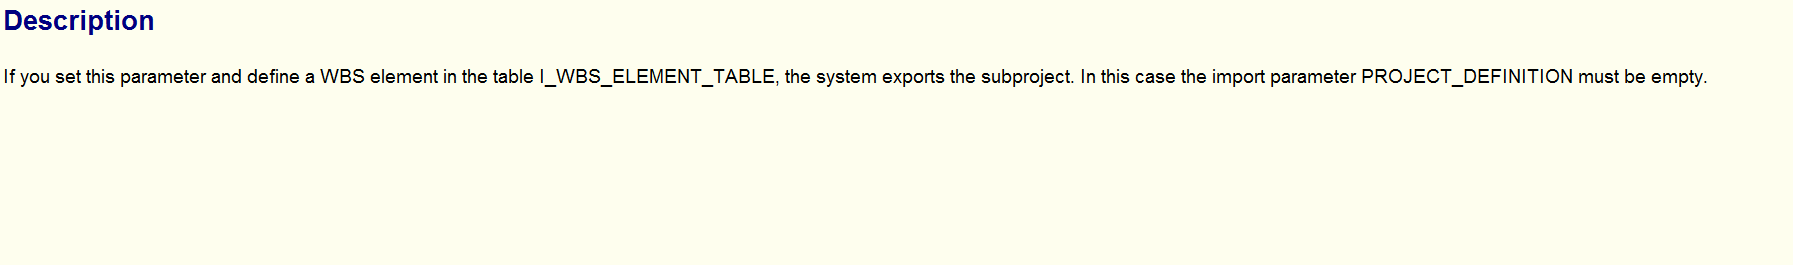 Description
If you set this parameter and define a WBS element in the table I_WBS_ELEMENT_TABLE, the system exports the subproject. In this case the import parameter PROJECT_DEFINITION must be empty.